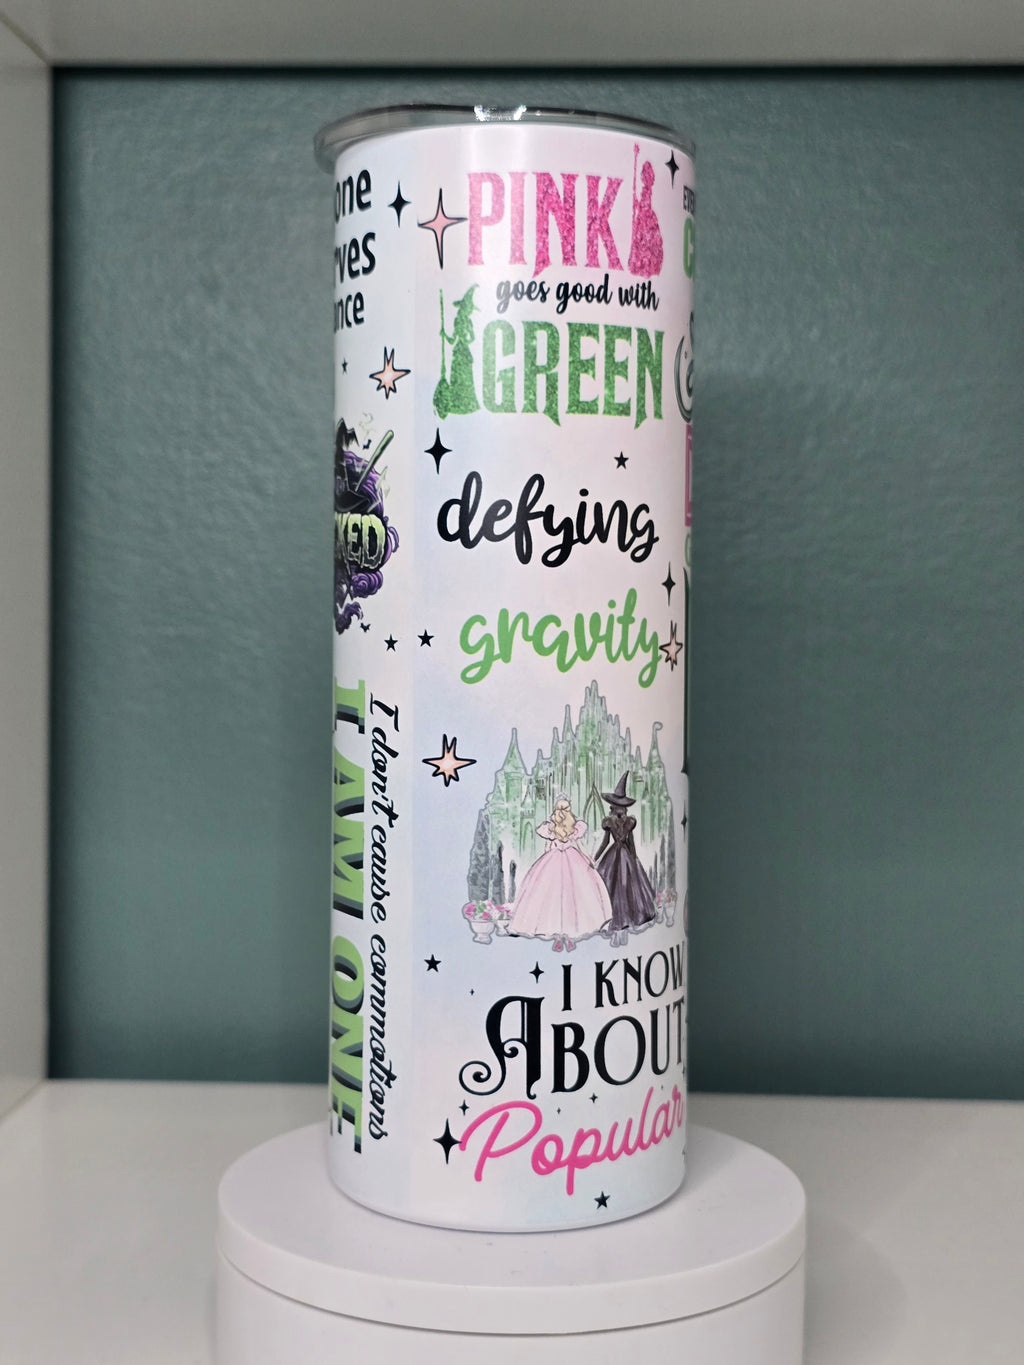 PINK
goes good with
GREEN
defying
gravity
I KNOW
ABOUT
Popular
I don't cause commotions
I AM ONE